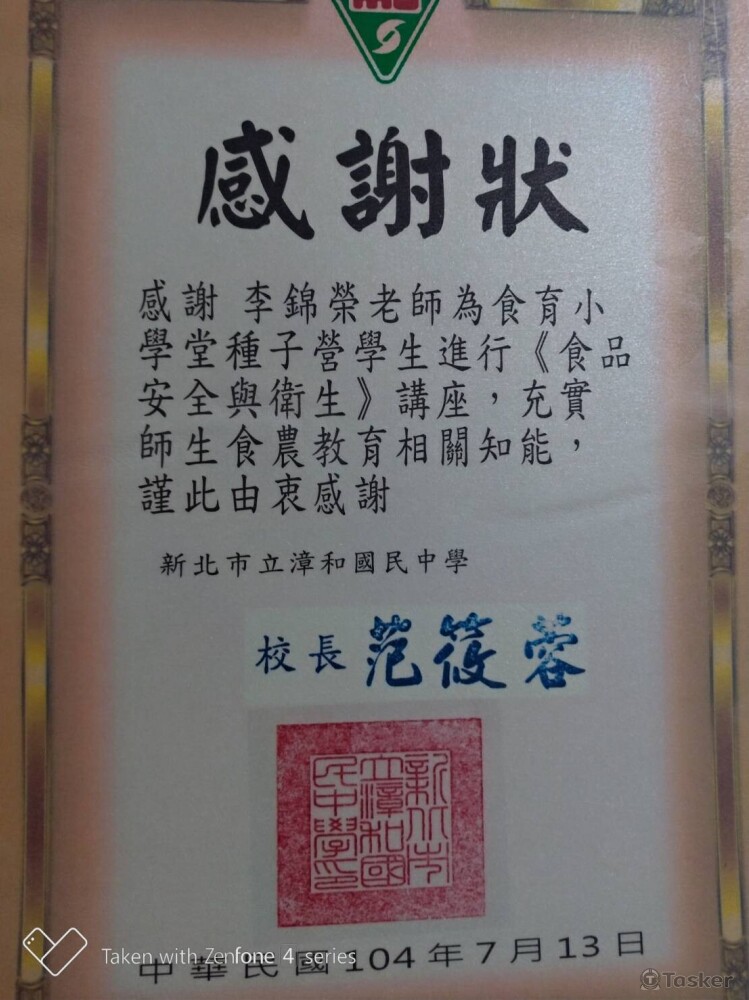 感謝狀
感謝 李錦榮老師為食育小
學堂種子營學生進行《食品
安全與衛生》講座，充實
師生食農教育相關知能，
謹此由衷感謝
新北市立漳和國民中學
校長 范筱蓉
新北市
立漳和國
民中學印
中華民國104年7月13日
Taken with Zenfone 4 series
Tasker